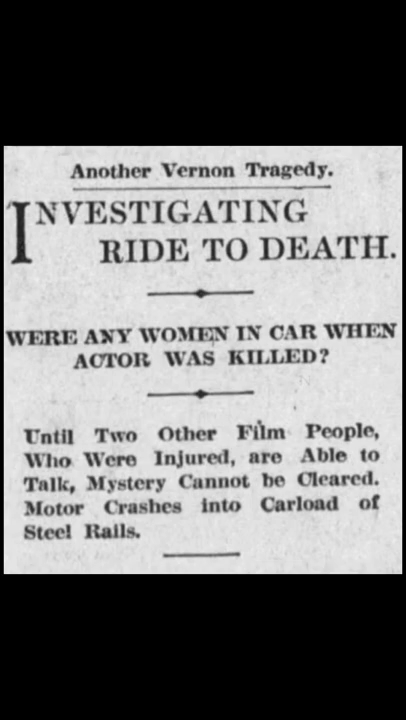 Another Vernon Tragedy.
INVESTIGATING
RIDE TO DEATH.
WERE ANY WOMEN IN CAR WHEN
ACTOR WAS KILLED?
Until Two Other Film People,
Who Were Injured, are Able to
Talk, Mystery Cannot be Cleared.
Motor Crashes into Carload of
Steel Rails.